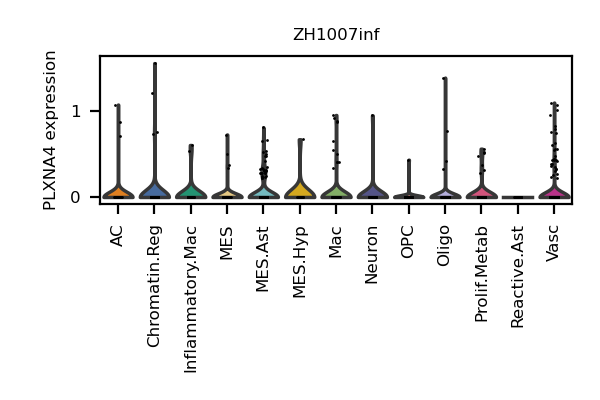 ZH1007inf
PLXNA4 expression
1
0
AC
Chromatin.Reg
Inflammatory.Mac
MES
MES.Ast
MES.Hyp
Mac
Neuron
OPC
Oligo
Prolif.Metab
Reactive.Ast
Vasc